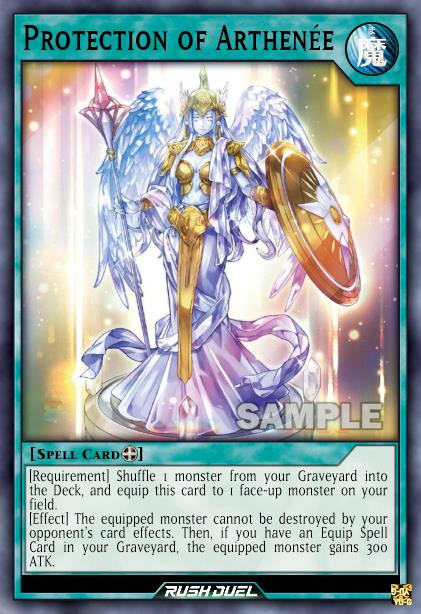 PROTECTION OF ARTHENÉE
ま
魔
SAMPLE
[SPELL CARD]
[Requirement] Shuffle 1 monster from your Graveyard into
the Deck, and equip this card to 1 face-up monster on your
field.
[Effect] The equipped monster cannot be destroyed by your
opponent's card effects. Then, if you have an Equip Spell
Card in your Graveyard, the equipped monster gains 300
ATK.
RUSH DUEL